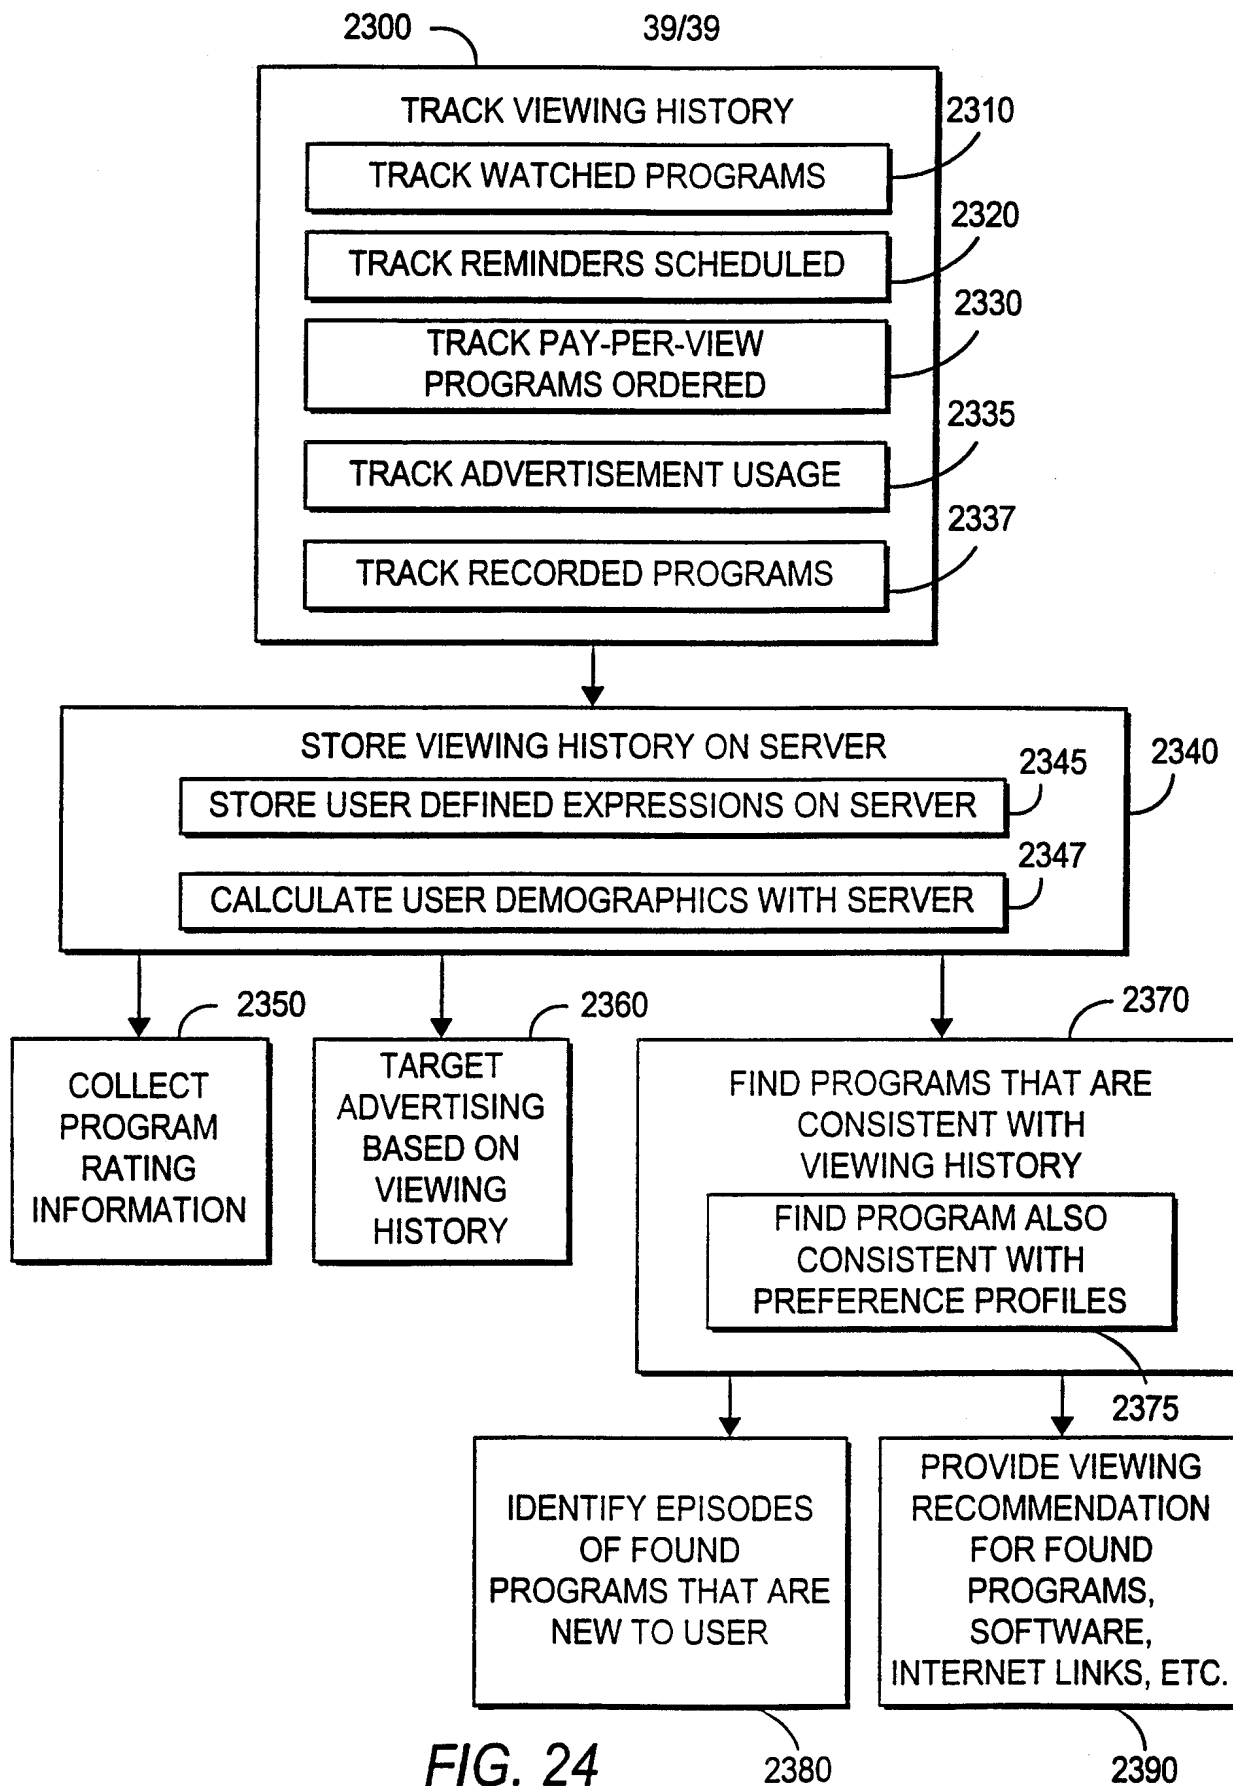 2300
39/39
TRACK VIEWING HISTORY
2310
TRACK WATCHED PROGRAMS
2320
TRACK REMINDERS SCHEDULED
2330
TRACK PAY-PER-VIEW
PROGRAMS ORDERED
2335
TRACK ADVERTISEMENT USAGE
2337
TRACK RECORDED PROGRAMS
STORE VIEWING HISTORY ON SERVER
2340
2345
STORE USER DEFINED EXPRESSIONS ON SERVER
2347
CALCULATE USER DEMOGRAPHICS WITH SERVER
2350
COLLECT
PROGRAM
RATING
INFORMATION
2360
TARGET
ADVERTISING
BASED ON
VIEWING
HISTORY
2370
FIND PROGRAMS THAT ARE
CONSISTENT WITH
VIEWING HISTORY
FIND PROGRAM ALSO
CONSISTENT WITH
PREFERENCE PROFILES
2375
IDENTIFY EPISODES
OF FOUND
PROGRAMS THAT ARE
NEW TO USER
2380
PROVIDE VIEWING
RECOMMENDATION
FOR FOUND
PROGRAMS,
SOFTWARE,
INTERNET LINKS, ETC.
2390
FIG. 24